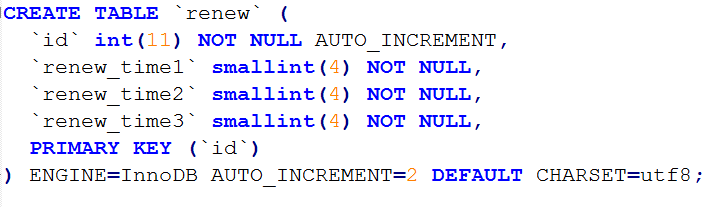 CREATE TABLE `renew` (
  `id` int(11) NOT NULL AUTO_INCREMENT,
  `renew_time1` smallint(4) NOT NULL,
  `renew_time2` smallint(4) NOT NULL,
  `renew_time3` smallint(4) NOT NULL,
  PRIMARY KEY (`id`)
) ENGINE=InnoDB AUTO_INCREMENT=2 DEFAULT CHARSET=utf8;